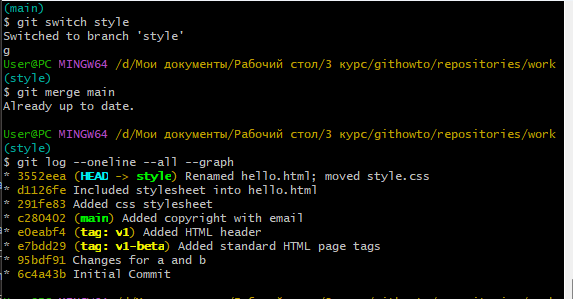 (main)
$ git switch style
Switched to branch 'style'
g
User@PC MINGW64 /d/Мои документы/Рабочий стол/3 курс/githowto/repositories/work
(style)
$ git merge main
Already up to date.
User@PC MINGW64 /d/Мои документы/Рабочий стол/3 курс/githowto/repositories/work
(style)
$ git log --oneline --all --graph
* 3552eea (HEAD -> style) Renamed hello.html; moved style.css
* d1126fe Included stylesheet into hello.html
* 291fe83 Added css stylesheet
* c280402 (main) Added copyright with email
* e0eabf4 (tag: v1) Added HTML header
* e7bdd29 (tag: v1-beta) Added standard HTML page tags
* 95bdf91 Changes for a and b
* 6c4a43b Initial Commit